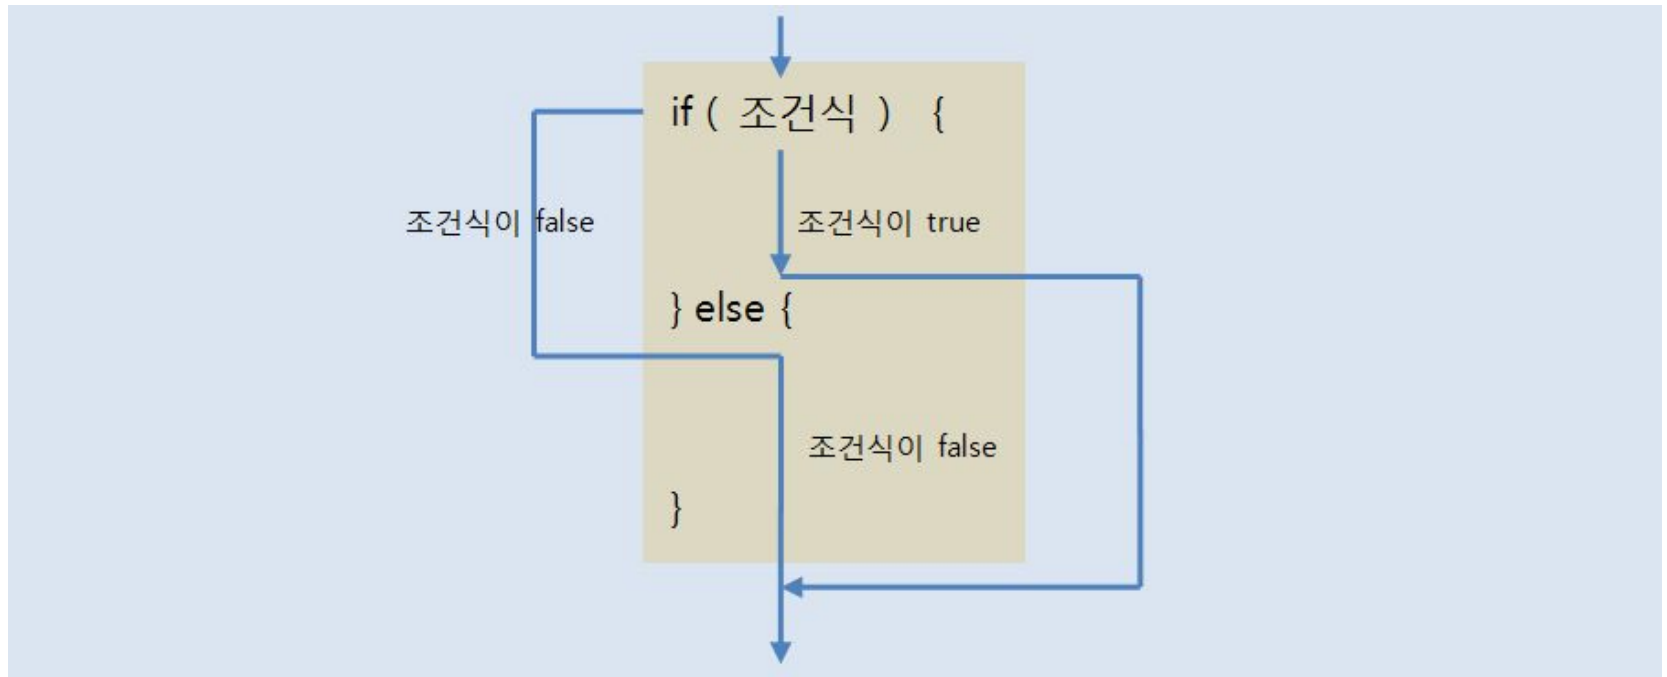 if ( 조건식 ) {
조건식이 false
조건식이 true
} else {
조건식이 false
}